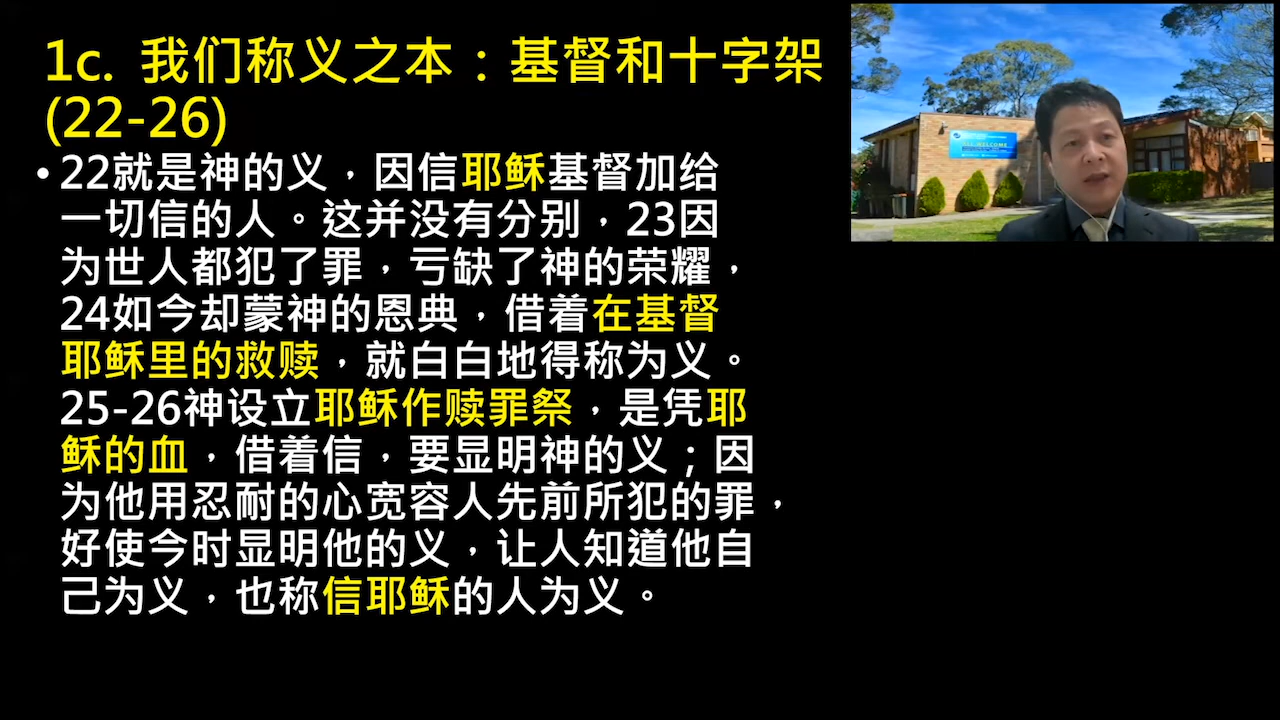 1c. 我们称义之本：基督和十字架
(22-26)
•22就是神的义，因信耶稣基督加给
一切信的人。这并没有分别，23因
为世人都犯了罪，亏缺了神的荣耀，
24如今却蒙神的恩典，借着在基督
耶稣里的救赎，就白白地得称为义。
25-26神设立耶稣作赎罪祭，是凭耶
稣的血，借着信，要显明神的义；因
为他用忍耐的心宽容人先前所犯的罪，
好使今时显明他的义，让人知道他自
己为义，也称信耶稣的人为义。
WELCOME